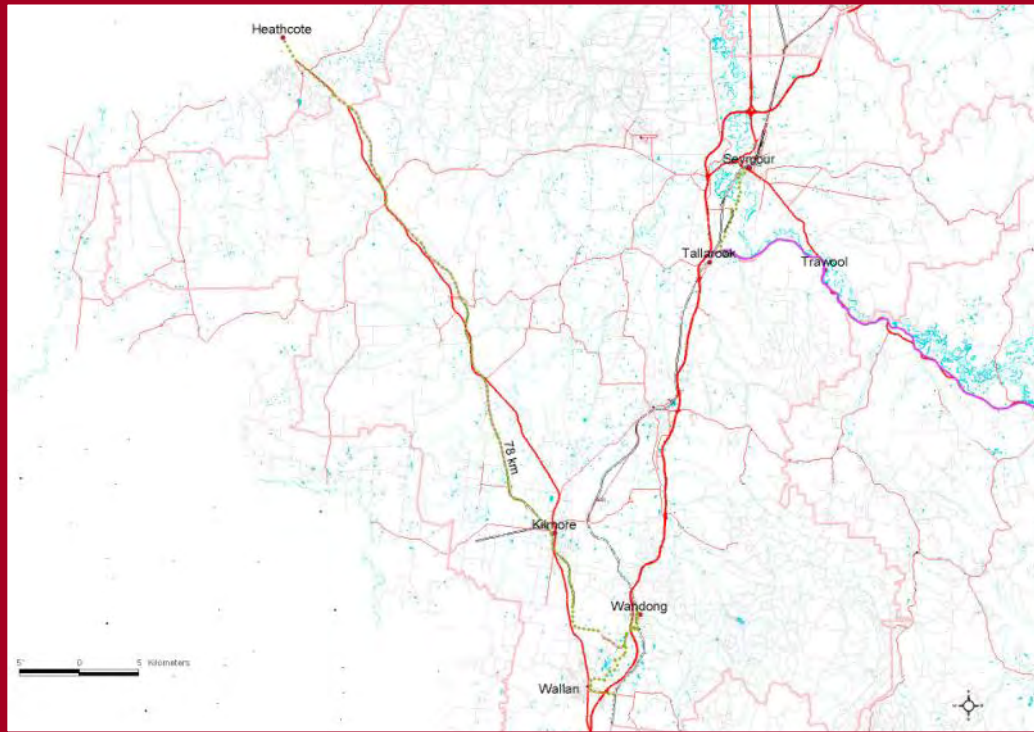 Heathcote
Seymour
Tallarook
Trawool
78 km
Kilmore
Wandong
5 0 5 Kilometers
Wallan